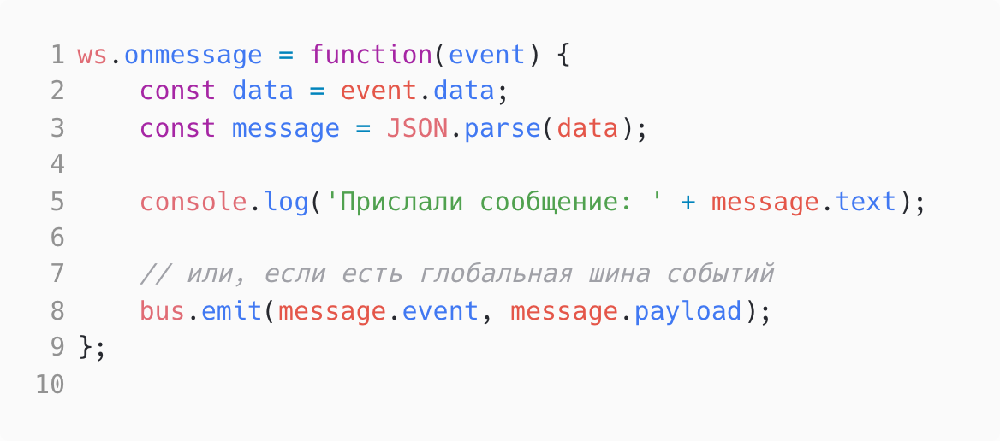 1 ws.onmessage = function(event) {
2     const data = event.data;
3     const message = JSON.parse(data);
4
5     console.log('Прислали сообщение: ' + message.text);
6
7     // или, если есть глобальная шина событий
8     bus.emit(message.event, message.payload);
9 };
10